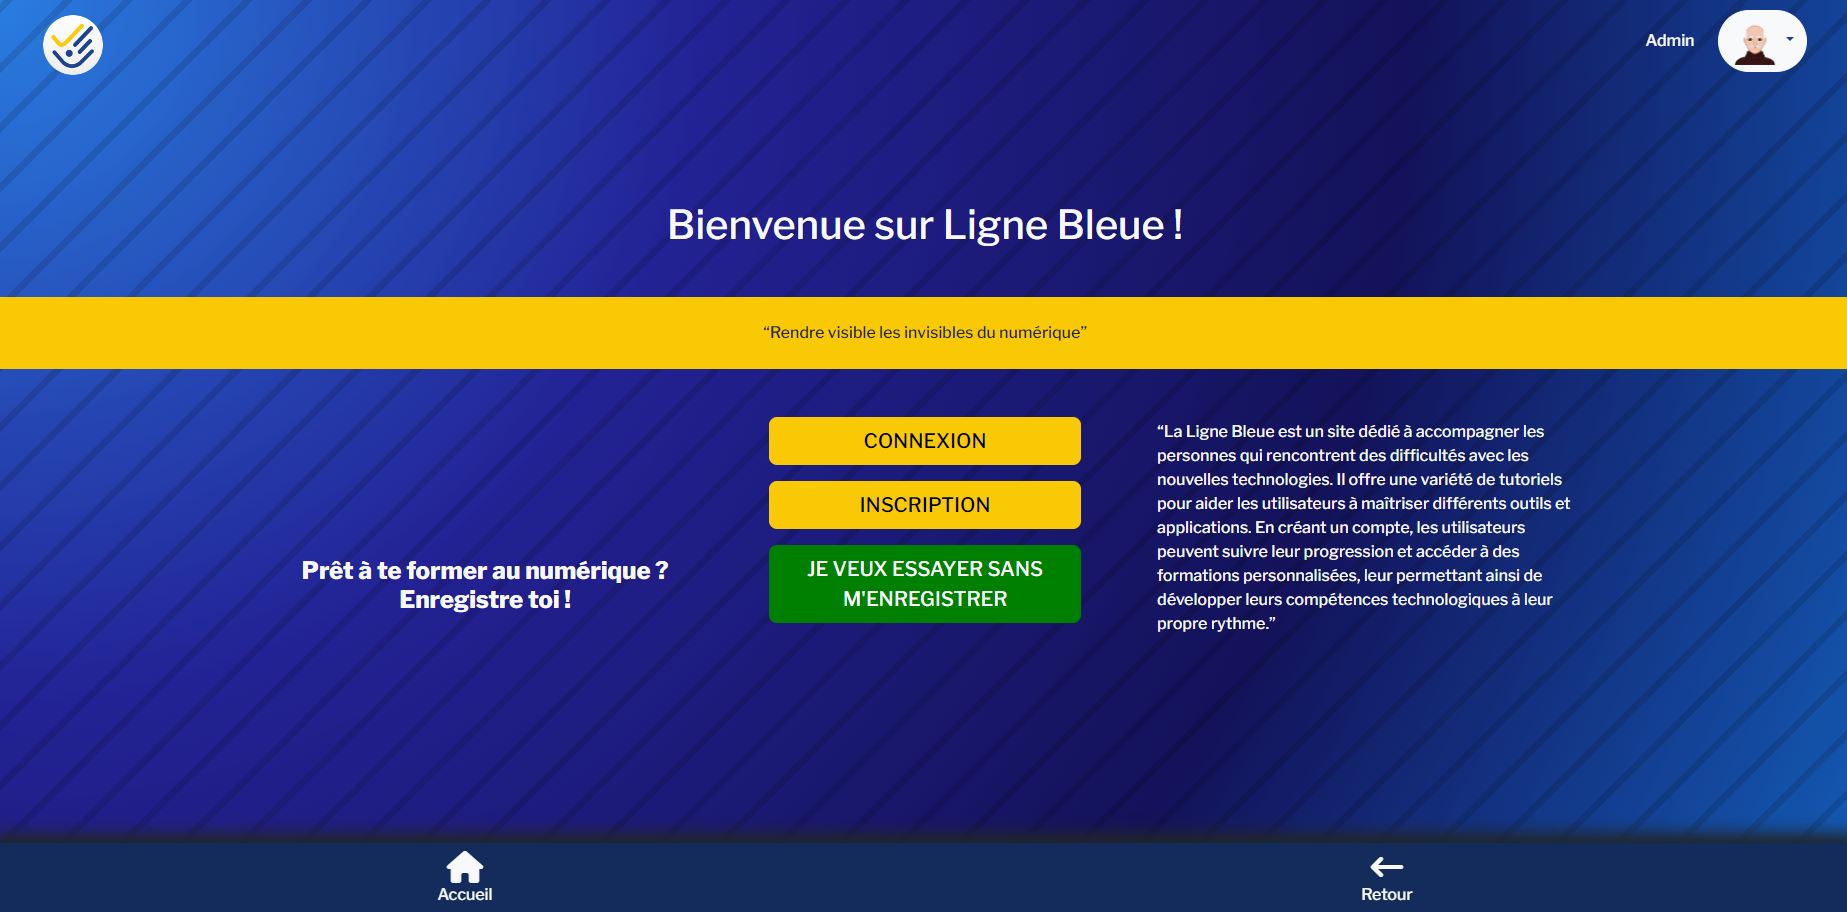 Admin
Bienvenue sur Ligne Bleue !
“Rendre visible les invisibles du numérique”
Prêt à te former au numérique ?
Enregistre toi !
CONNEXION
INSCRIPTION
JE VEUX ESSAYER SANS
M'ENREGISTRER
“La Ligne Bleue est un site dédié à accompagner les
personnes qui rencontrent des difficultés avec les
nouvelles technologies. Il offre une variété de tutoriels
pour aider les utilisateurs à maîtriser différents outils et
applications. En créant un compte, les utilisateurs
peuvent suivre leur progression et accéder à des
formations personnalisées, leur permettant ainsi de
développer leurs compétences technologiques à leur
propre rythme.”
Accueil
Retour